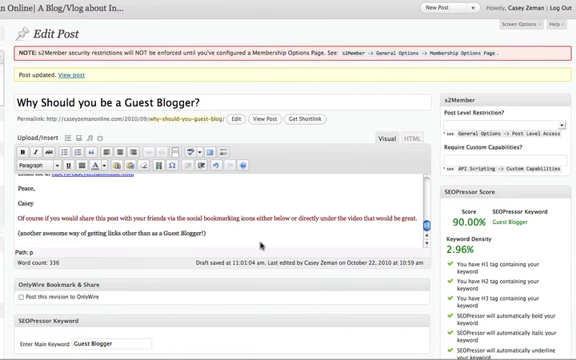 n Online| A Blog/Vlog about In...
New Post
Howdy, Casey Zeman | Log Out
Screen Options
Help
Edit Post
NOTE: s2Member security restrictions will NOT be enforced until you've configured a Membership Options Page. See: s2Member -> General Options -> Membership Options Page.
Post updated. View post
Why Should you be a Guest Blogger?
Permalink: http://caseyzemanonline.com/2010/09/why-should-you-guest-blog/ Edit View Post Get Shortlink
Upload/Insert
Visual
HTML
Paragraph
Peace,
Casey
Of course if you would share this post with your friends via the social bookmarking icons either below or directly under the video that would be great.
(another awesome way of getting links other than as a Guest Blogger!)
Path: p
Word count: 336
Draft saved at 11:01:04 am. Last edited by Casey Zeman on October 22, 2010 at 10:59 am
OnlyWire Bookmark & Share
Post this revision to OnlyWire
SEOPressor Keyword
Enter Main Keyword Guest Blogger
s2Member
Post Level Restriction?
* see: General Options -> Post Level Access
Require Custom Capabilities?
* see: API Scripting -> Custom Capabilities
SEOPressor Score
Score
90.00%
SEOPressor Keyword
Guest Blogger
Keyword Density
2.96%
You have H1 tag containing your
keyword
You have H2 tag containing your
keyword
You have H3 tag containing your
keyword
SEOPressor will automatically bold your
keyword
SEOPressor will automatically italic your
keyword
SEOPressor will automatically underline
your keyword